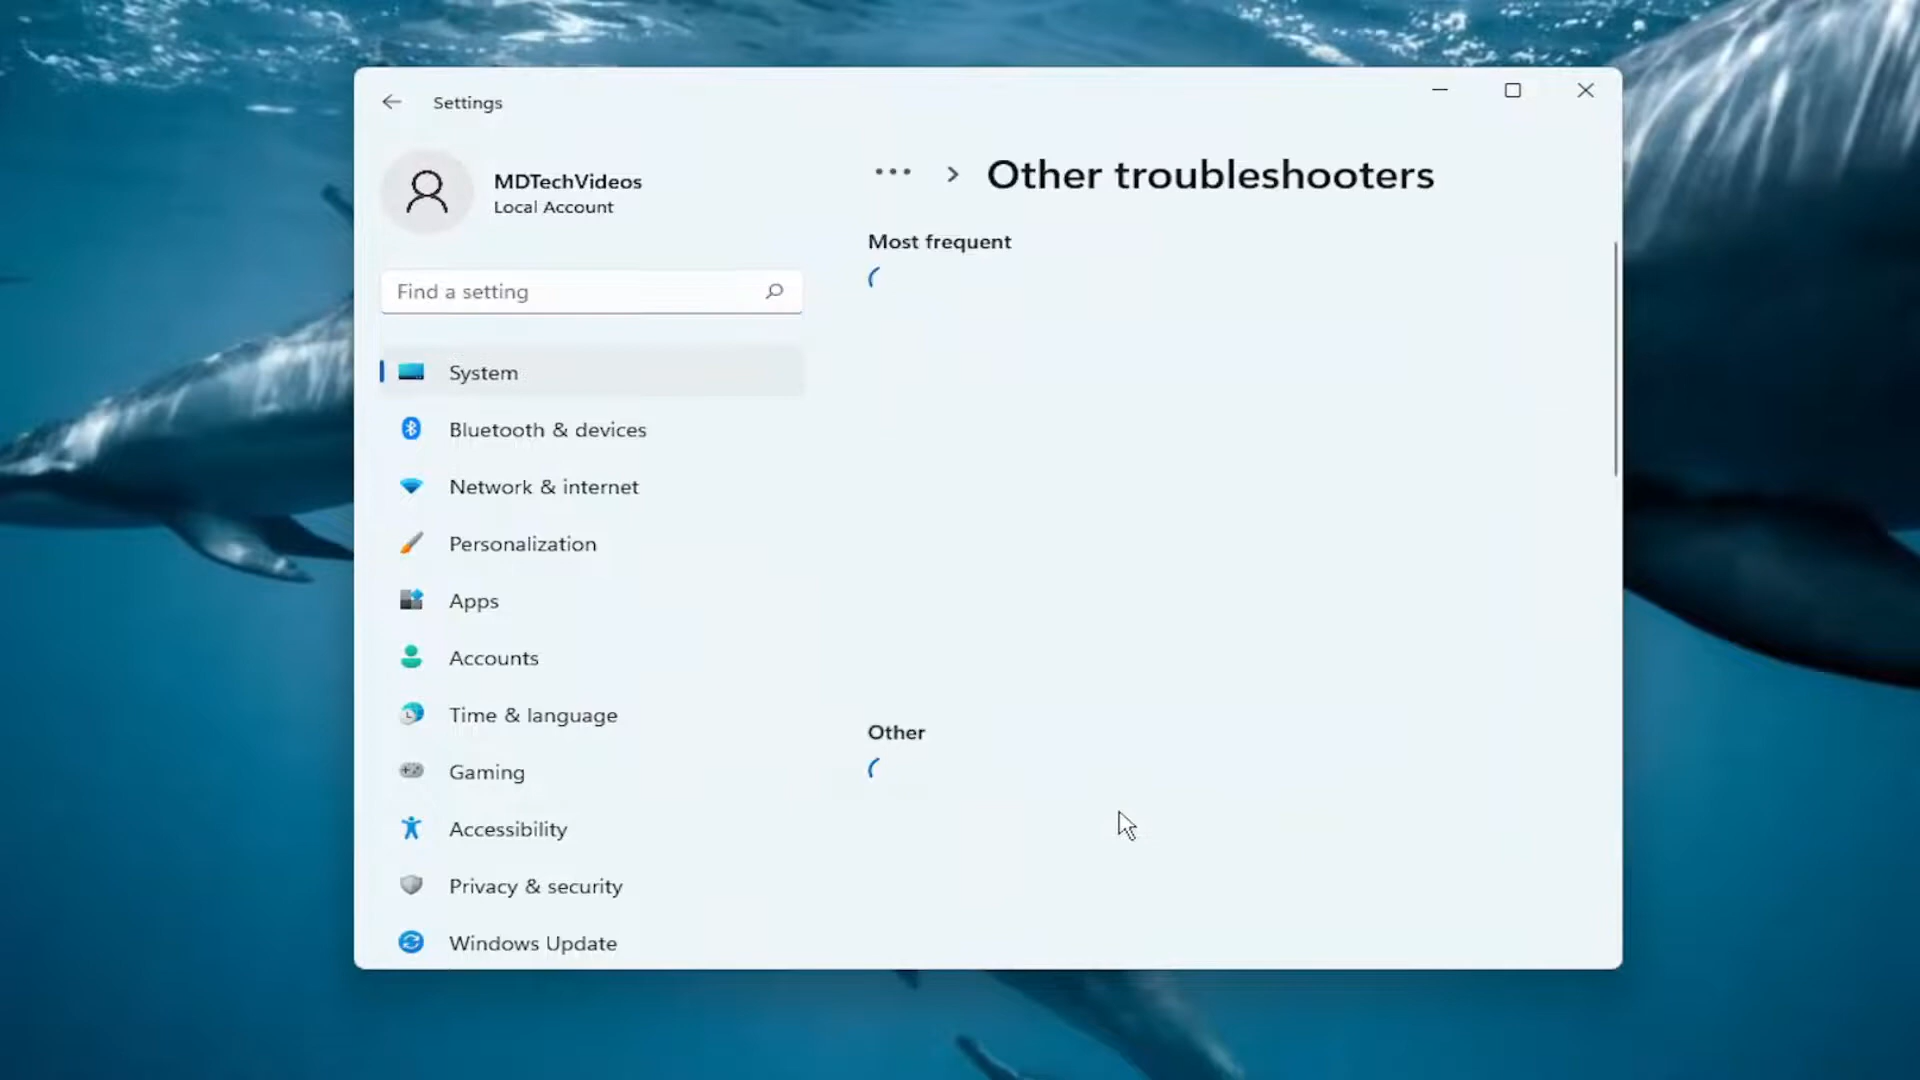 Settings
MDTechVideos
Local Account
Find a setting
System
Bluetooth & devices
Network & internet
Personalization
Apps
Accounts
Time & language
Gaming
Accessibility
Privacy & security
Windows Update
... > Other troubleshooters
Most frequent
Other